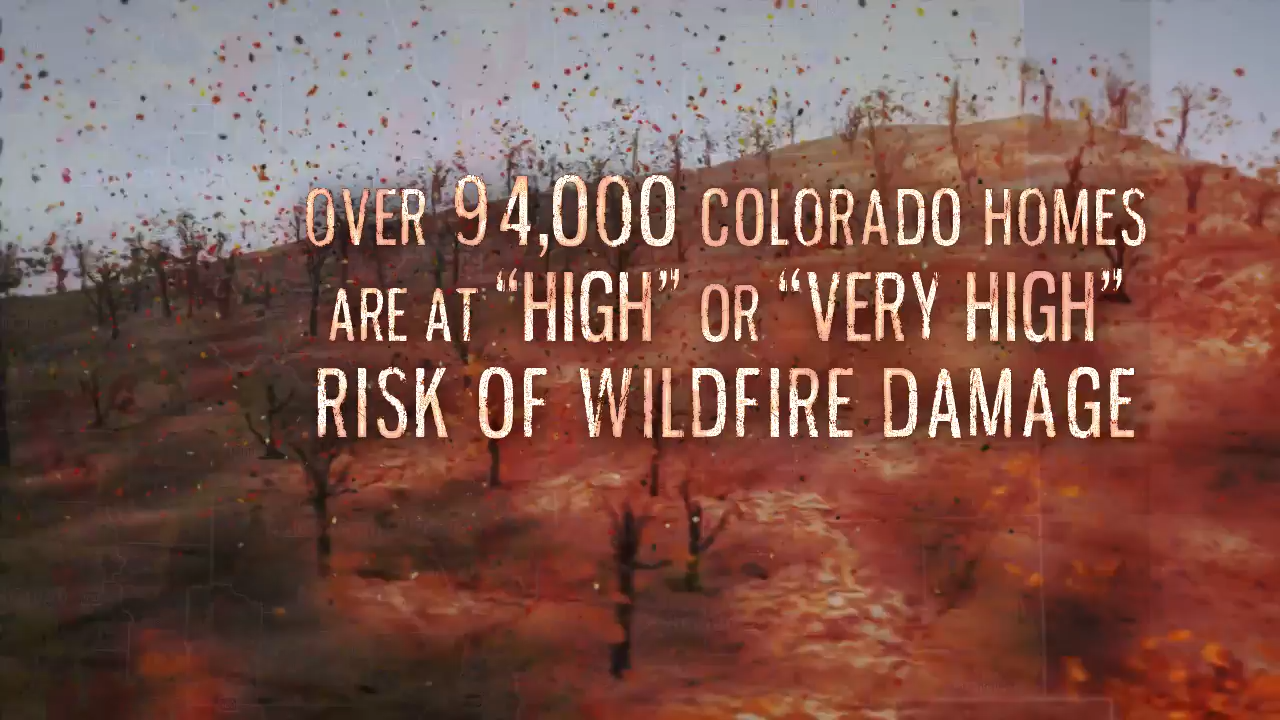 OVER 94,000 COLORADO HOMES
ARE AT “HIGH” OR “VERY HIGH”
RISK OF WILDFIRE DAMAGE